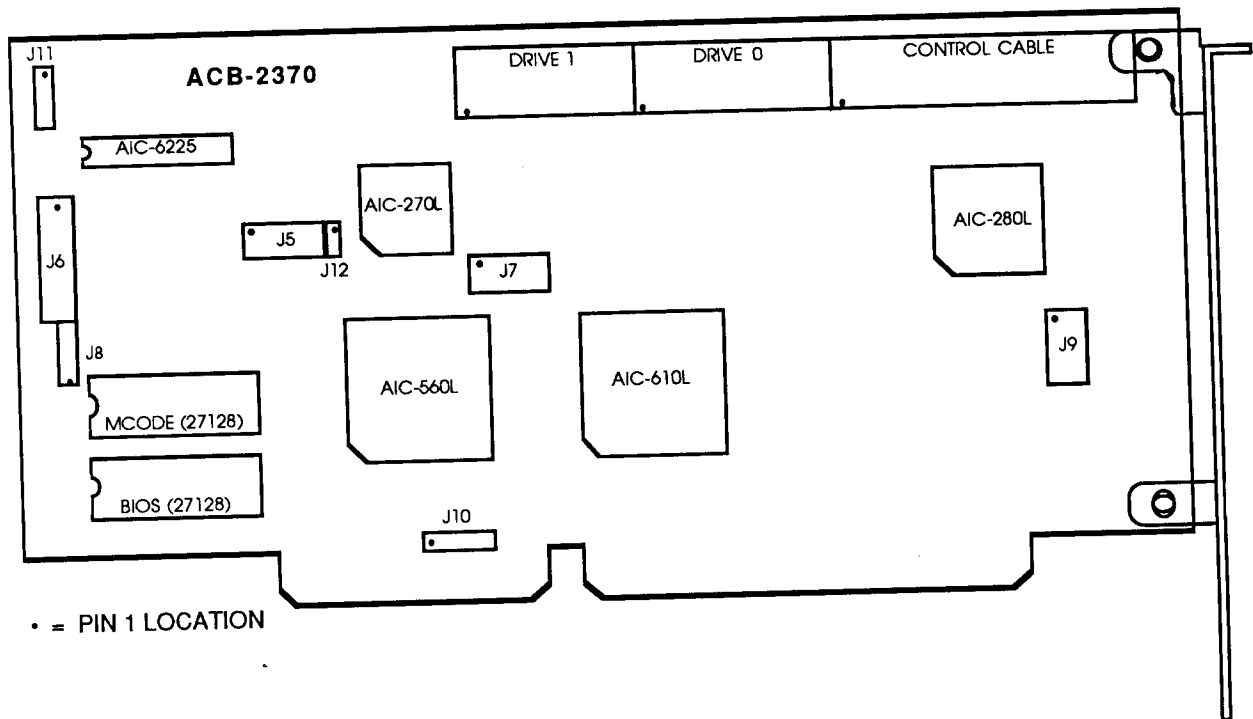 J11
ACB-2370
DRIVE 1
DRIVE 0
CONTROL CABLE
AIC-6225
AIC-270L
AIC-280L
J6
J5
J12
J7
J9
J8
AIC-560L
AIC-610L
MCODE (27128)
BIOS (27128)
J10
• = PIN 1 LOCATION